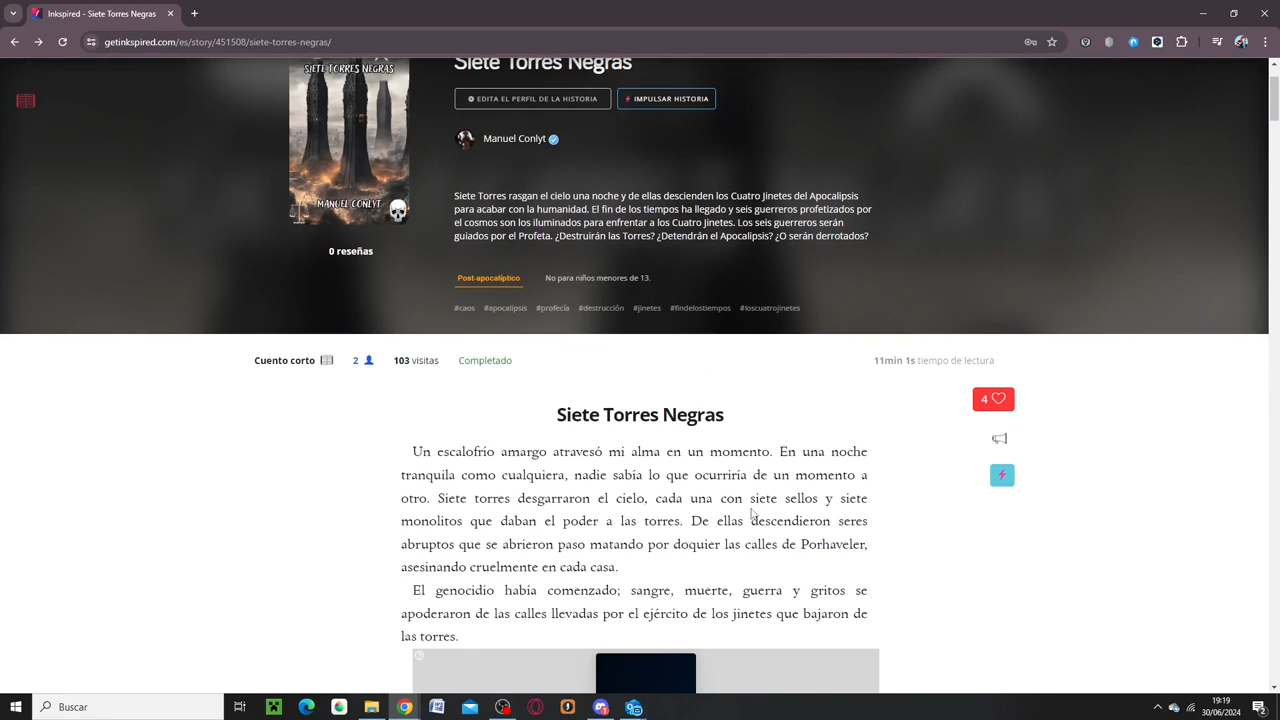 Inkspired - Siete Torres Negras
getinkspired.com/es/story/451508/siete-torres-negras/
SIETE TORRES NEGRAS
MANUEL CONLYT
0 reseñas
Siete Torres Negras
EDITA EL PERFIL DE LA HISTORIA
IMPULSAR HISTORIA
Manuel Conlyt
Siete Torres rasgan el cielo una noche y de ellas descienden los Cuatro Jinetes del Apocalipsis
para acabar con la humanidad. El fin de los tiempos ha llegado y seis guerreros profetizados por
el cosmos son los iluminados para enfrentar a los Cuatro Jinetes. Los seis guerreros serán
guiados por el Profeta. ¿Destruirán las Torres? ¿Detendrán el Apocalipsis? ¿O serán derrotados?
Post-apocalíptico No para niños menores de 13.
#caos #apocalipsis #profecía #destrucción #jinetes #findelostiempos #loscuatrojinetes
Cuento corto 2 103 visitas Completado 11min 1s tiempo de lectura
4
Siete Torres Negras
Un escalofrío amargo atravesó mi alma en un momento. En una noche
tranquila como cualquiera, nadie sabía lo que ocurriría de un momento a
otro. Siete torres desgarraron el cielo, cada una con siete sellos y siete
monolitos que daban el poder a las torres. De ellas descendieron seres
abruptos que se abrieron paso matando por doquier las calles de Porhaveler,
asesinando cruelmente en cada casa.
El genocidio había comenzado; sangre, muerte, guerra y gritos se
apoderaron de las calles llevadas por el ejército de los jinetes que bajaron de
las torres.
Buscar
19:19
30/06/2024
2